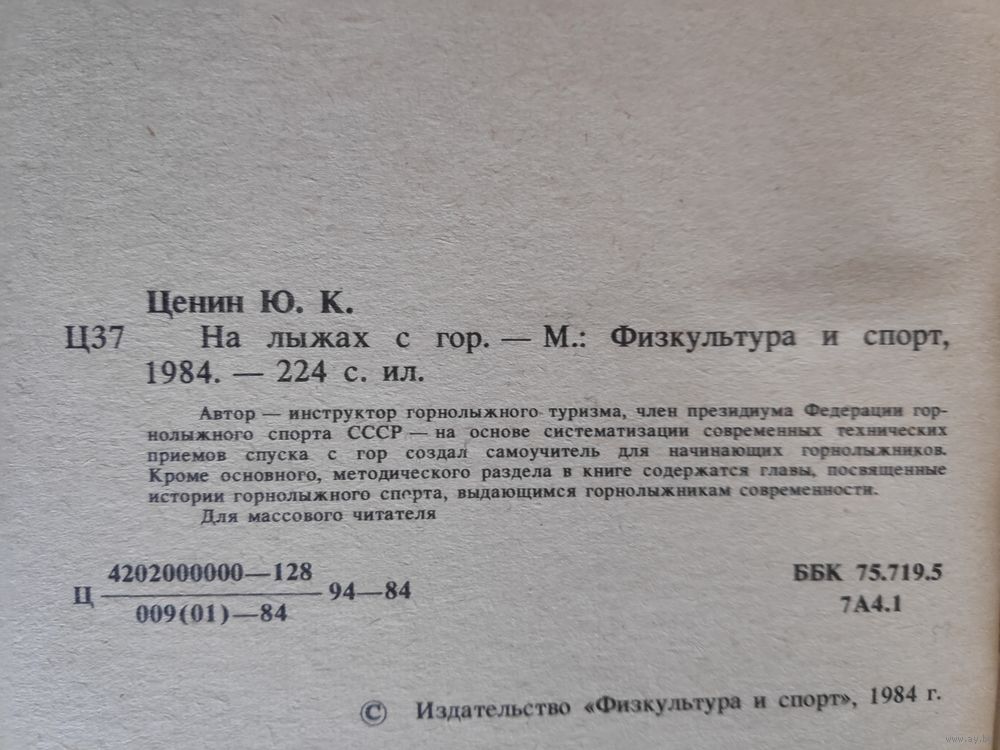 Ценин Ю. К.
Ц37 На лыжах с гор. — М.: Физкультура и спорт,
1984. — 224 с. ил.
Автор — инструктор горнолыжного туризма, член президиума Федерации гор-
нолыжного спорта СССР — на основе систематизации современных технических
приемов спуска с гор создал самоучитель для начинающих горнолыжников.
Кроме основного, методического раздела в книге содержатся главы, посвященные
истории горнолыжного спорта, выдающимся горнолыжникам современности.
Для массового читателя
Ц 4202000000—128
009(01)—84 94—84
ББК 75.719.5
7А4.1
© Издательство «Физкультура и спорт», 1984 г.